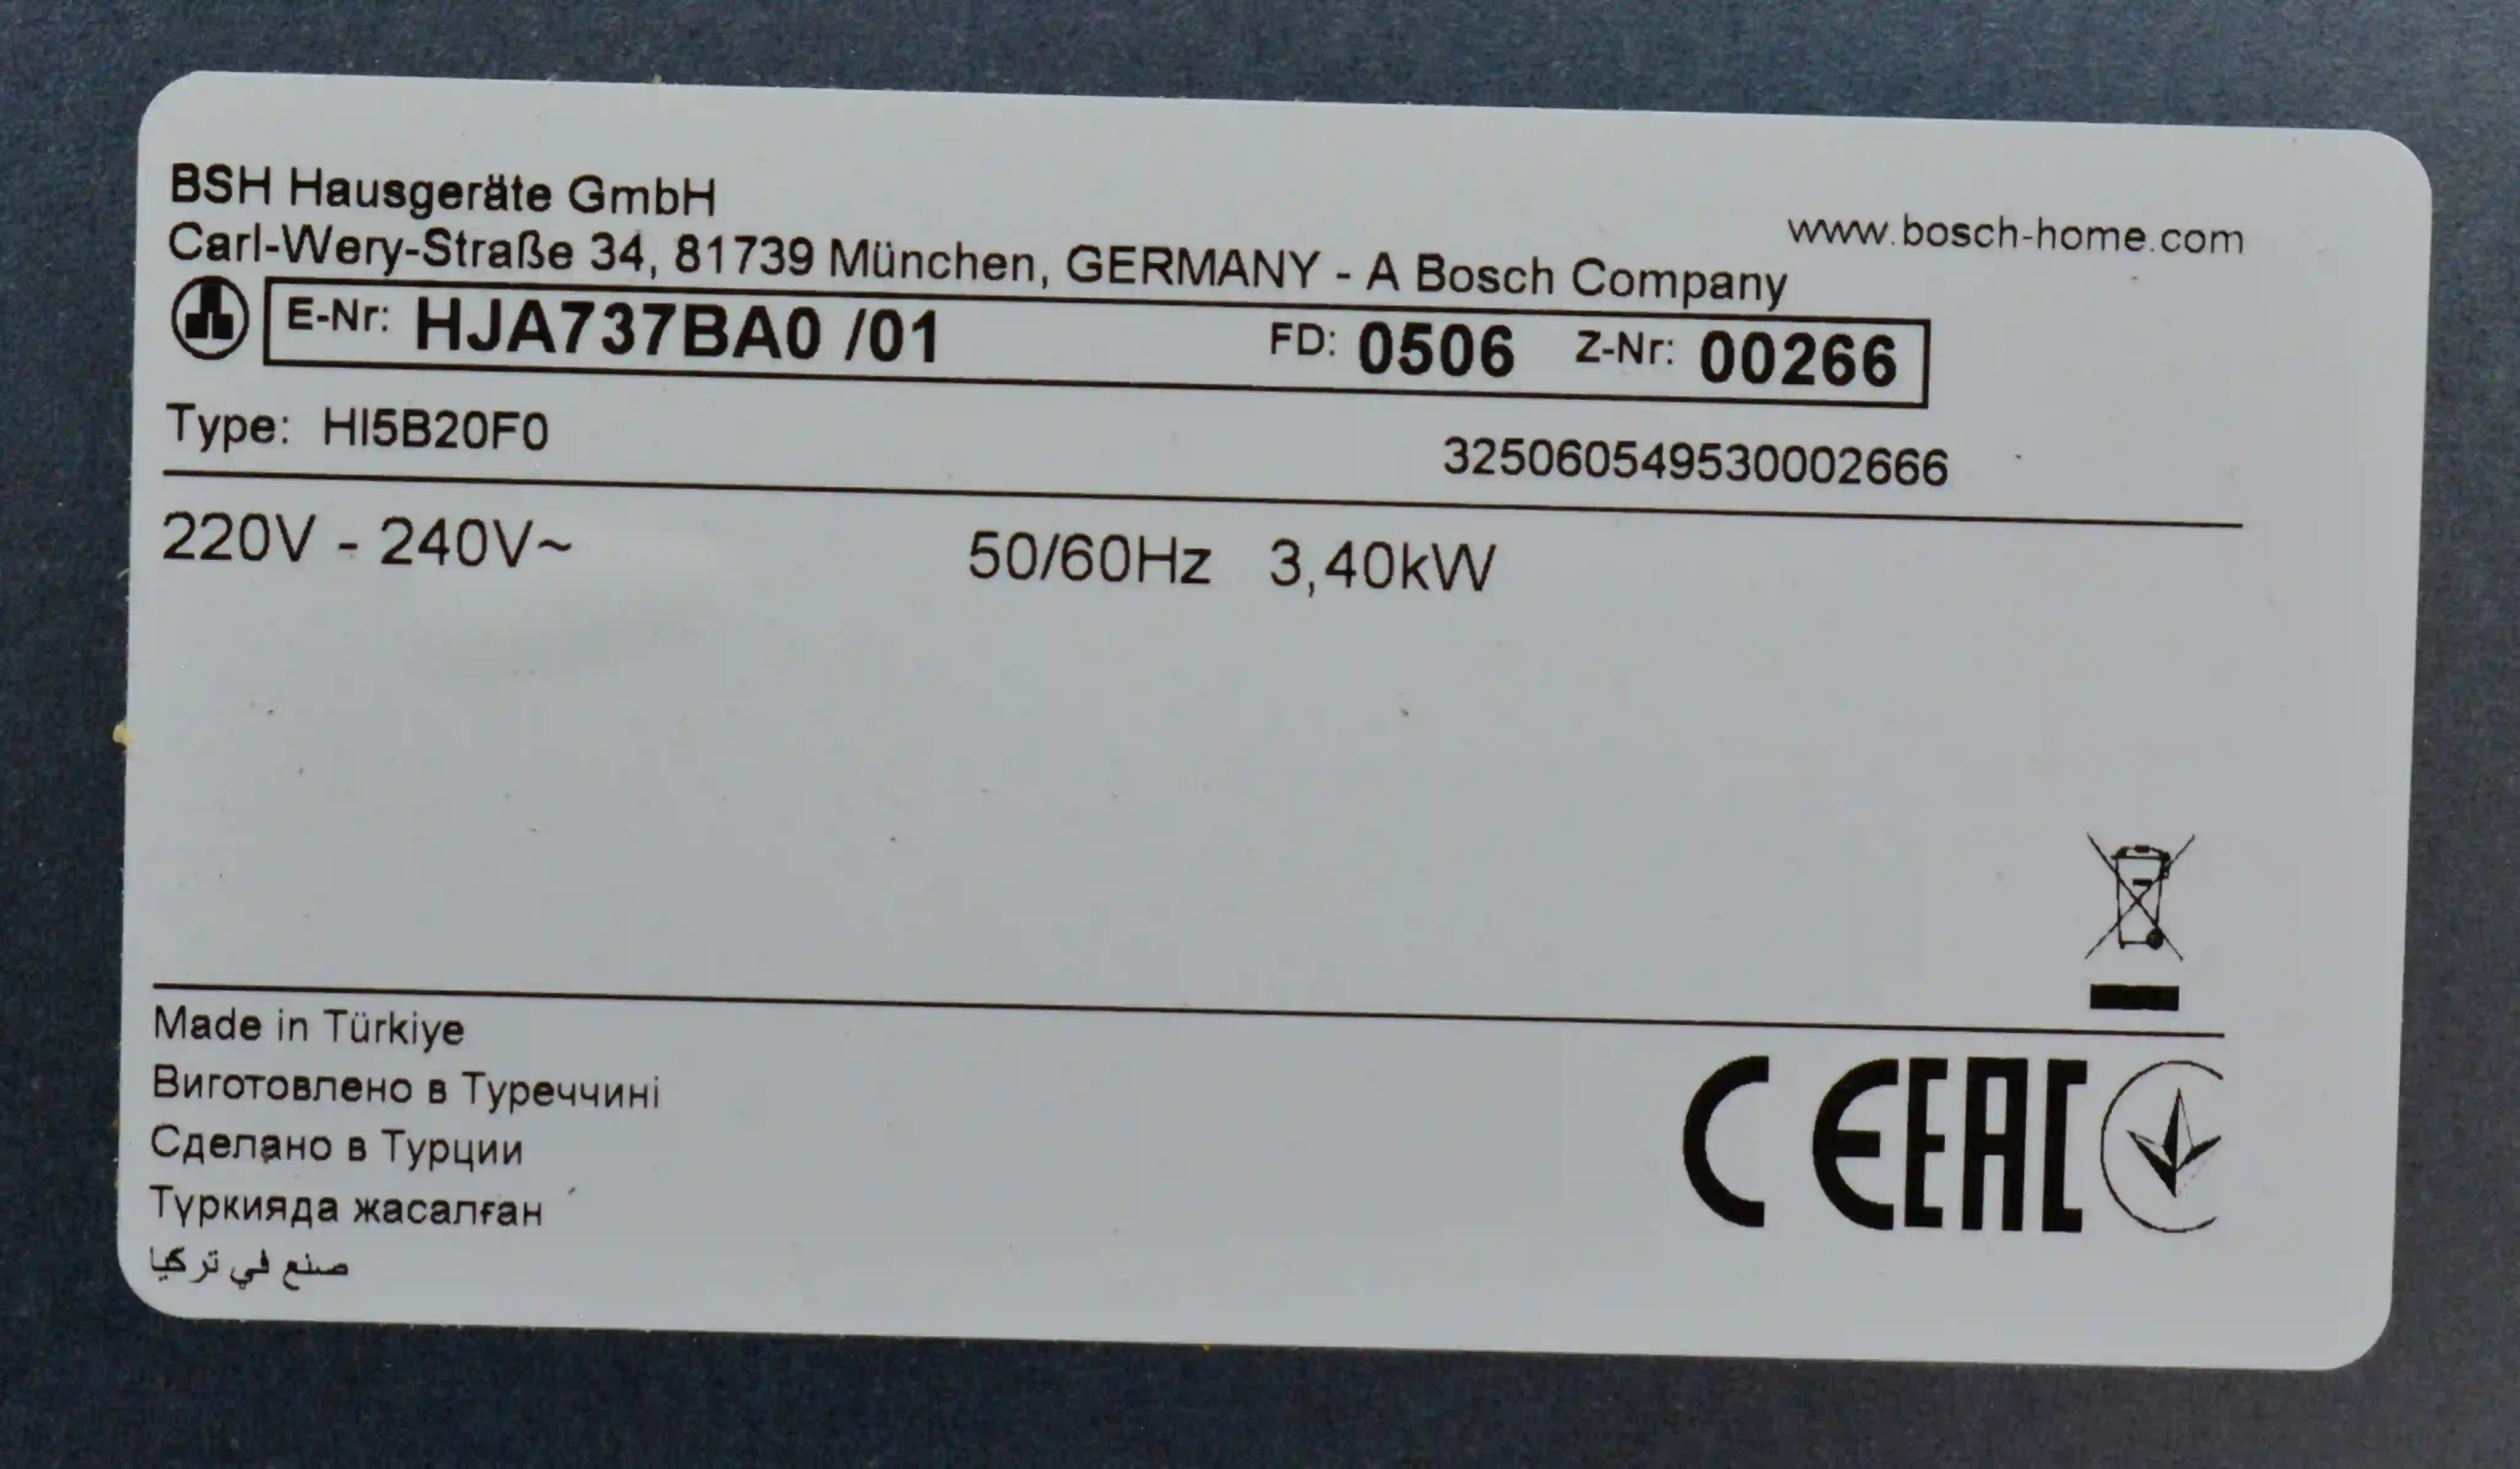 BSH Hausgeräte GmbH
www.bosch-home.com
Carl-Wery-Straße 34, 81739 München, GERMANY - A Bosch Company
E-Nr: HJA737BA0 /01 FD: 0506 Z-Nr: 00266
Type: HI5B20F0 325060549530002666
220V - 240V~ 50/60Hz 3,40kW
Made in Türkiye
Виготовлено в Туреччині
Сделано в Турции
Түркияда жасалған
صنع في تركيا
CE EAC